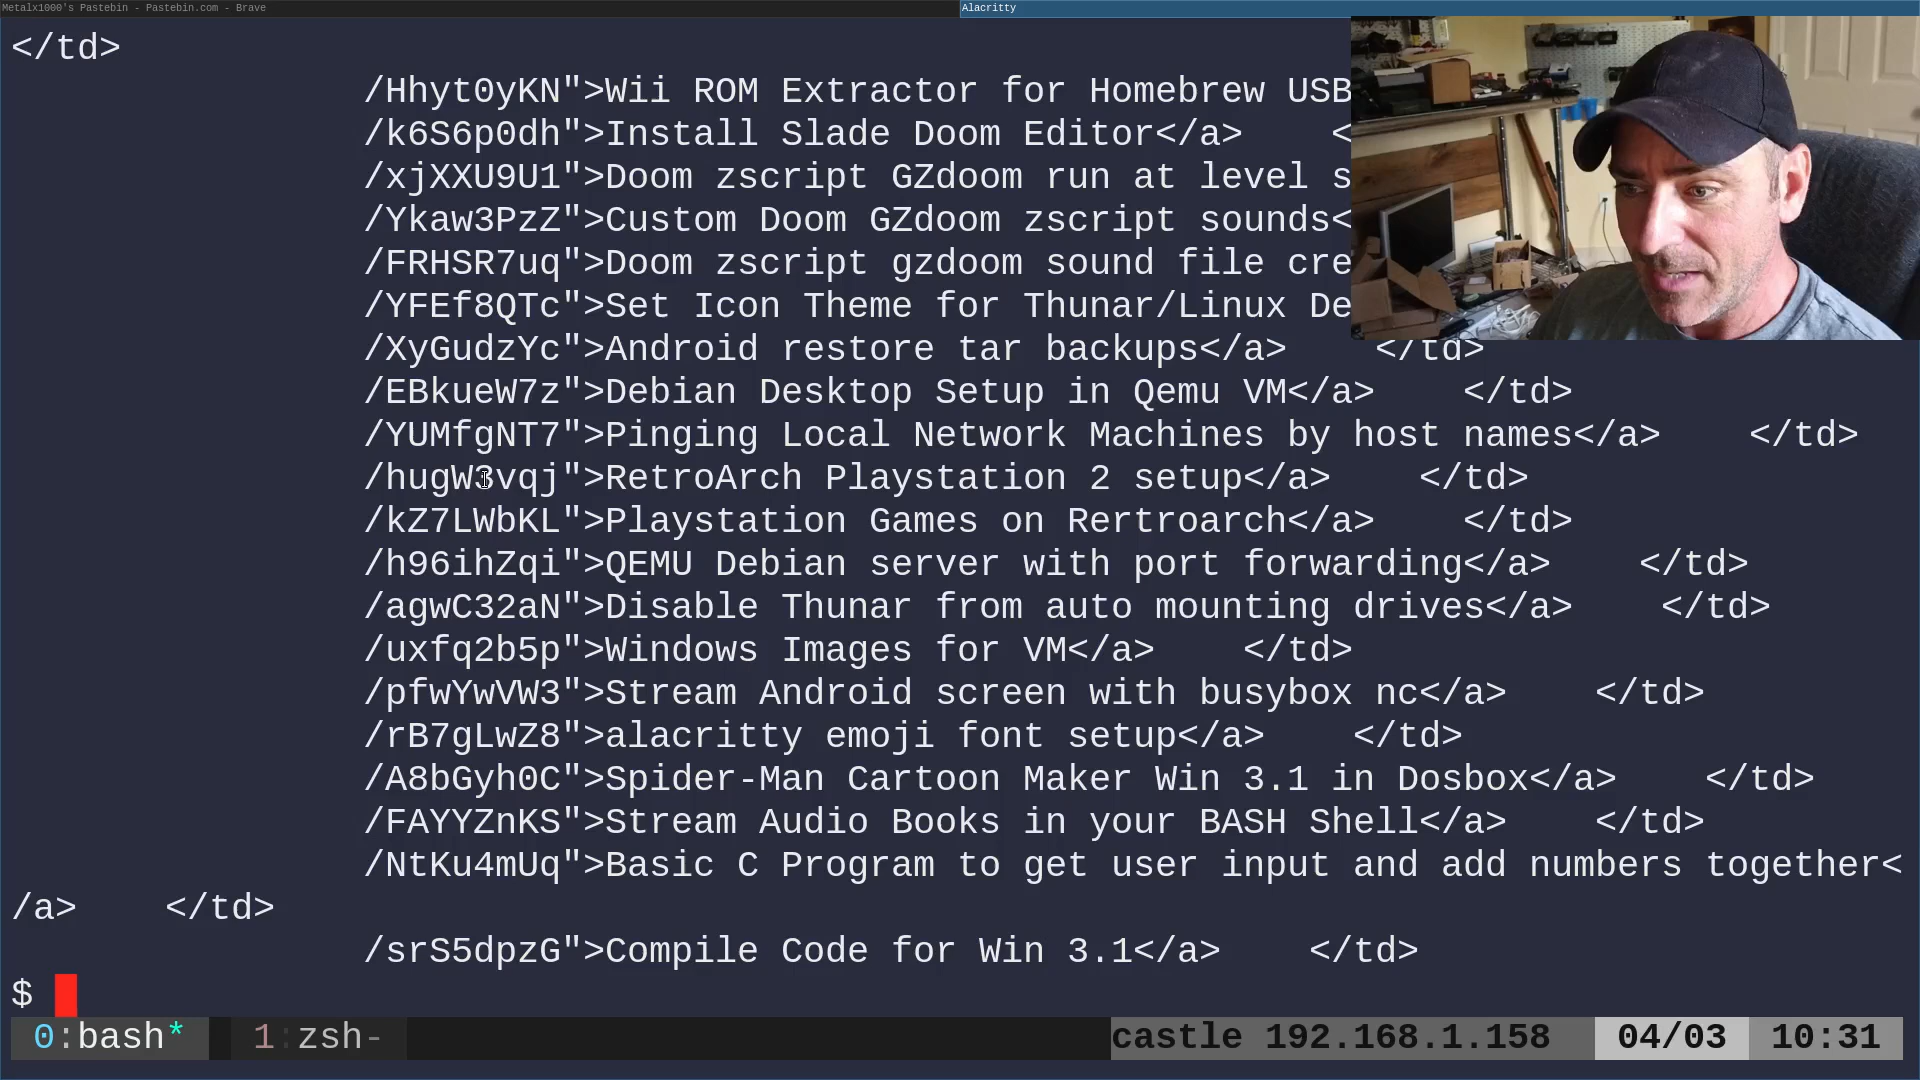 Metalx1000's Pastebin - Pastebin.com - Brave
Alacritty
</td>
/Hhyt0yKN">Wii ROM Extractor for Homebrew USB
/k6S6p0dh">Install Slade Doom Editor</a>    <
/xjXXU9U1">Doom zscript GZdoom run at level s
/Ykaw3PzZ">Custom Doom GZdoom zscript sounds<
/FRHSR7uq">Doom zscript gzdoom sound file cre
/YFEf8QTc">Set Icon Theme for Thunar/Linux De
/XyGudzYc">Android restore tar backups</a>    </td>
/EBkueW7z">Debian Desktop Setup in Qemu VM</a>    </td>
/YUMfgNT7">Pinging Local Network Machines by host names</a>    </td>
/hugW3vqj">RetroArch Playstation 2 setup</a>    </td>
/kZ7LWbKL">Playstation Games on Rertroarch</a>    </td>
/h96ihZqi">QEMU Debian server with port forwarding</a>    </td>
/agwC32aN">Disable Thunar from auto mounting drives</a>    </td>
/uxfq2b5p">Windows Images for VM</a>    </td>
/pfwYwVW3">Stream Android screen with busybox nc</a>    </td>
/rB7gLwZ8">alacritty emoji font setup</a>    </td>
/A8bGyh0C">Spider-Man Cartoon Maker Win 3.1 in Dosbox</a>    </td>
/FAYYZnKS">Stream Audio Books in your BASH Shell</a>    </td>
/NtKu4mUq">Basic C Program to get user input and add numbers together<
/a>    </td>
/srS5dpzG">Compile Code for Win 3.1</a>    </td>
$
0:bash* 1:zsh- castle 192.168.1.158 04/03 10:31